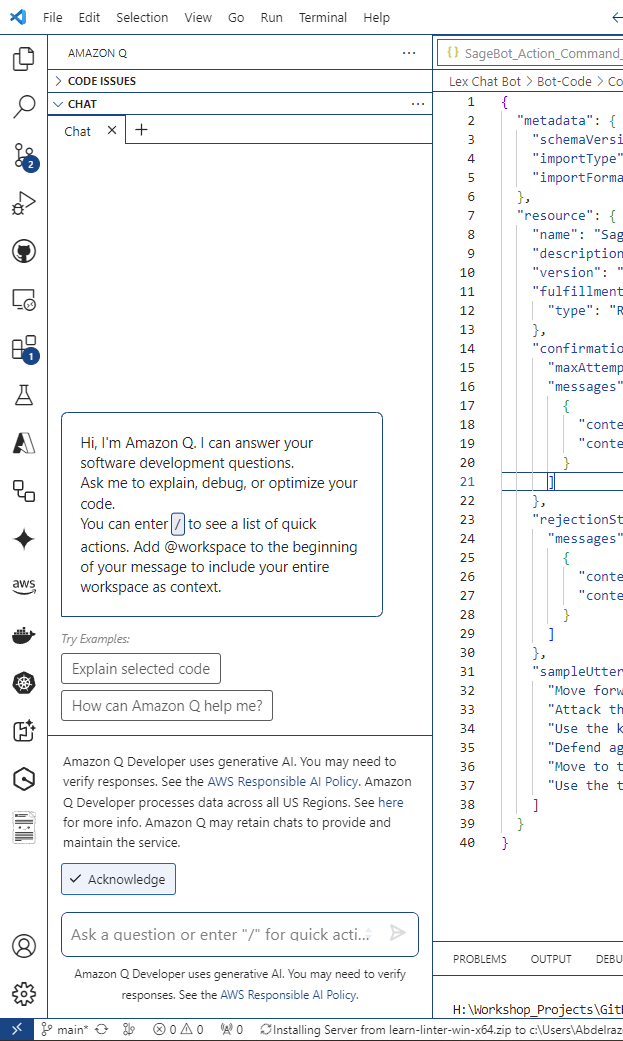 File Edit Selection View Go Run Terminal Help
AMAZON Q
CODE ISSUES
CHAT
Chat
Hi, I'm Amazon Q. I can answer your
software development questions.
Ask me to explain, debug, or optimize your
code.
You can enter / to see a list of quick
actions. Add @workspace to the beginning
of your message to include your entire
workspace as context.
Try Examples:
Explain selected code
How can Amazon Q help me?
Amazon Q Developer uses generative AI. You may need to
verify responses. See the AWS Responsible AI Policy. Amazon
Q Developer processes data across all US Regions. See here
for more info. Amazon Q may retain chats to provide and
maintain the service.
Acknowledge
Ask a question or enter "/" for quick acti...
Amazon Q Developer uses generative AI. You may need to verify
responses. See the AWS Responsible AI Policy.
2
1
aws
{} SageBot_Action_Command_
Lex Chat Bot > Bot-Code > Co
1 {
2 "metadata": {
3 "schemaVersi
4 "importType"
5 "importForma
6 },
7 "resource": {
8 "name": "Sag
9 "description
10 "version": "
11 "fulfillment
12 "type": "R
13 },
14 "confirmatio
15 "maxAttemp
16 "messages"
17 {
18 "conte
19 "conte
20 }
21 ]
22 },
23 "rejectionSt
24 "messages"
25 {
26 "conte
27 "conte
28 }
29 ]
30 },
31 "sampleUtter
32 "Move forw
33 "Attack th
34 "Use the k
35 "Defend ag
36 "Move to t
37 "Use the t
38 ]
39 }
40 }
PROBLEMS OUTPUT DEBU
H:\Workshop_Projects\Git
main* 0 0 0 Installing Server from learn-linter-win-x64.zip to c:\Users\Abdelraz